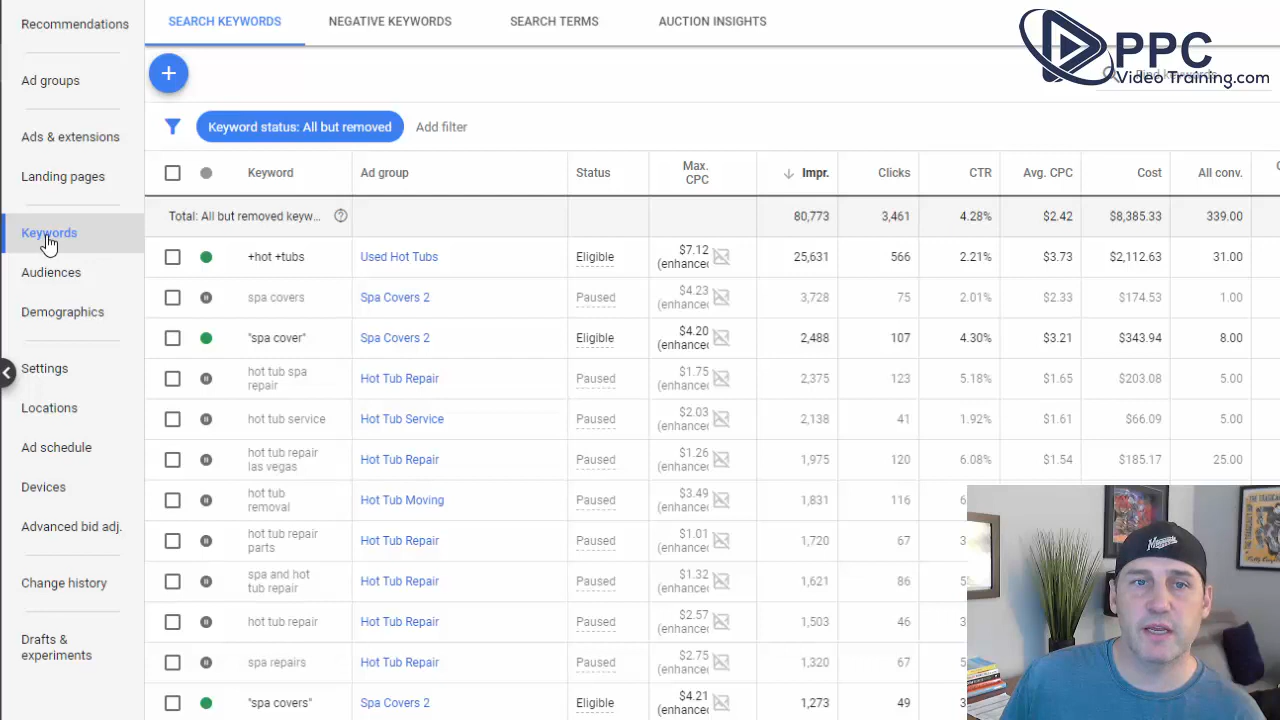 Recommendations
Ad groups
Ads & extensions
Landing pages
Keywords
Audiences
Demographics
Settings
Locations
Ad schedule
Devices
Advanced bid adj.
Change history
Drafts &
experiments
SEARCH KEYWORDS NEGATIVE KEYWORDS SEARCH TERMS AUCTION INSIGHTS
PPC
Video Training.com
+
Keyword status: All but removed Add filter
Keyword Ad group Status Max. CPC Impr. Clicks CTR Avg. CPC Cost All conv.
Total: All but removed keyw... 80,773 3,461 4.28% $2.42 $8,385.33 339.00
+hot +tubs Used Hot Tubs Eligible $7.12 (enhanced 25,631 566 2.21% $3.73 $2,112.63 31.00
spa covers Spa Covers 2 Paused $4.23 (enhanced 3,728 75 2.01% $2.33 $174.53 1.00
"spa cover" Spa Covers 2 Eligible $4.20 (enhanced 2,488 107 4.30% $3.21 $343.94 8.00
hot tub spa repair Hot Tub Repair Paused $1.75 (enhanced 2,375 123 5.18% $1.65 $203.08 5.00
hot tub service Hot Tub Service Paused $2.03 (enhanced 2,138 41 1.92% $1.61 $66.09 5.00
hot tub repair las vegas Hot Tub Repair Paused $1.26 (enhanced 1,975 120 6.08% $1.54 $185.17 25.00
hot tub removal Hot Tub Moving Paused $3.49 (enhanced 1,831 116
hot tub repair parts Hot Tub Repair Paused $1.01 (enhanced 1,720 67
spa and hot tub repair Hot Tub Repair Paused $1.32 (enhanced 1,621 86
hot tub repair Hot Tub Repair Paused $2.57 (enhanced 1,503 46
spa repairs Hot Tub Repair Paused $2.75 (enhanced 1,320 67
"spa covers" Spa Covers 2 Eligible $4.21 (enhanced 1,273 49